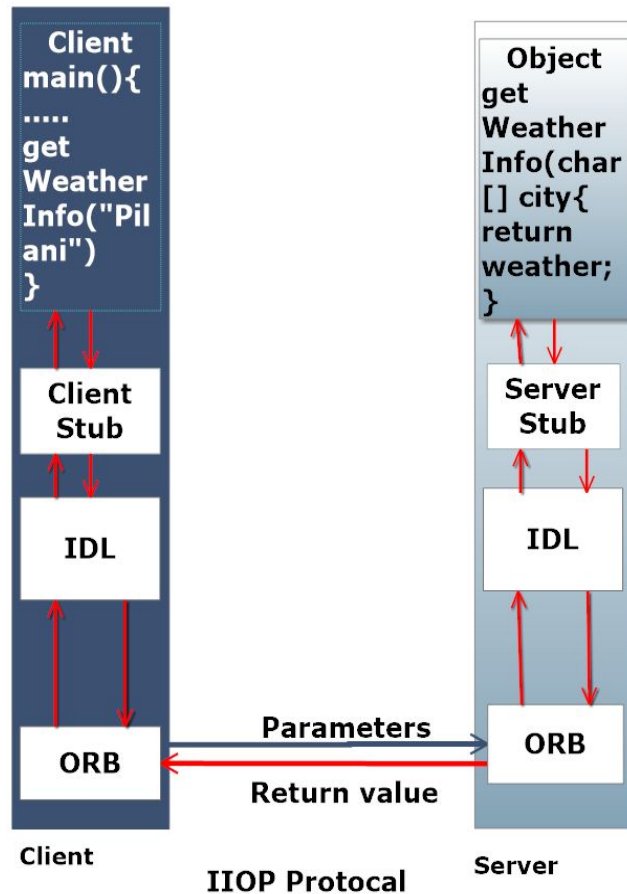 Client
main(){
.....
get
Weather
Info("Pil
ani")
}
Client
Stub
IDL
ORB
Client
Parameters
Return value
IIOP Protocal
Object
get
Weather
Info(char
[] city{
return
weather;
}
Server
Stub
IDL
ORB
Server